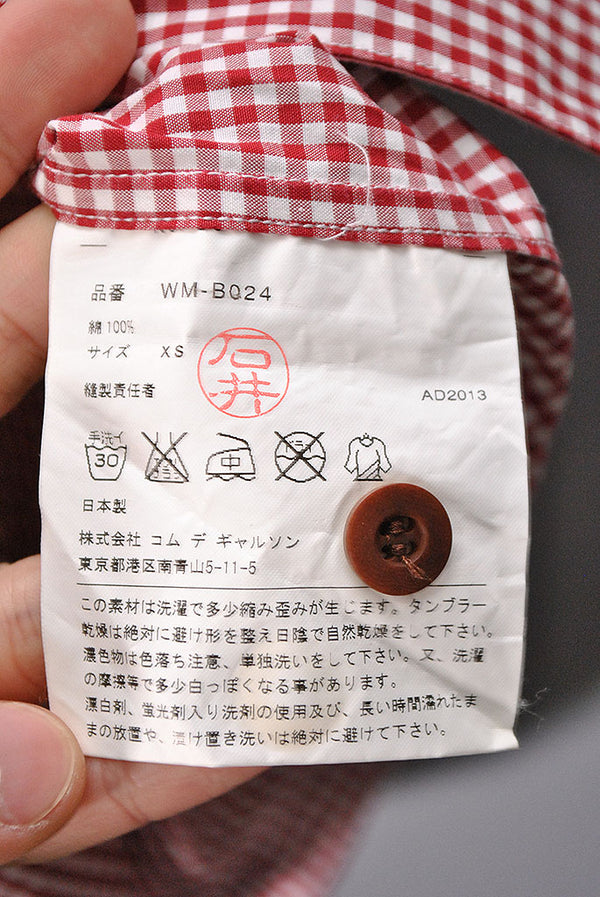 品番 WM-B024
綿100%
サイズ XS
石井
縫製責任者
AD2013
手洗イ
30
中
ドライ
日本製
株式会社 コム デ ギャルソン
東京都港区南青山5-11-5
この素材は洗濯で多少縮み歪みが生じます。タンブラー
乾燥は絶対に避け形を整え日陰で自然乾燥をして下さい。
濃色物は色落ち注意、単独洗いをして下さい。又、洗濯
の摩擦等で多少白っぽくなる事があります。
漂白剤、蛍光剤入り洗剤の使用及び、長い時間濡れたま
まの放置や、漬け置き洗いは絶対に避けて下さい。